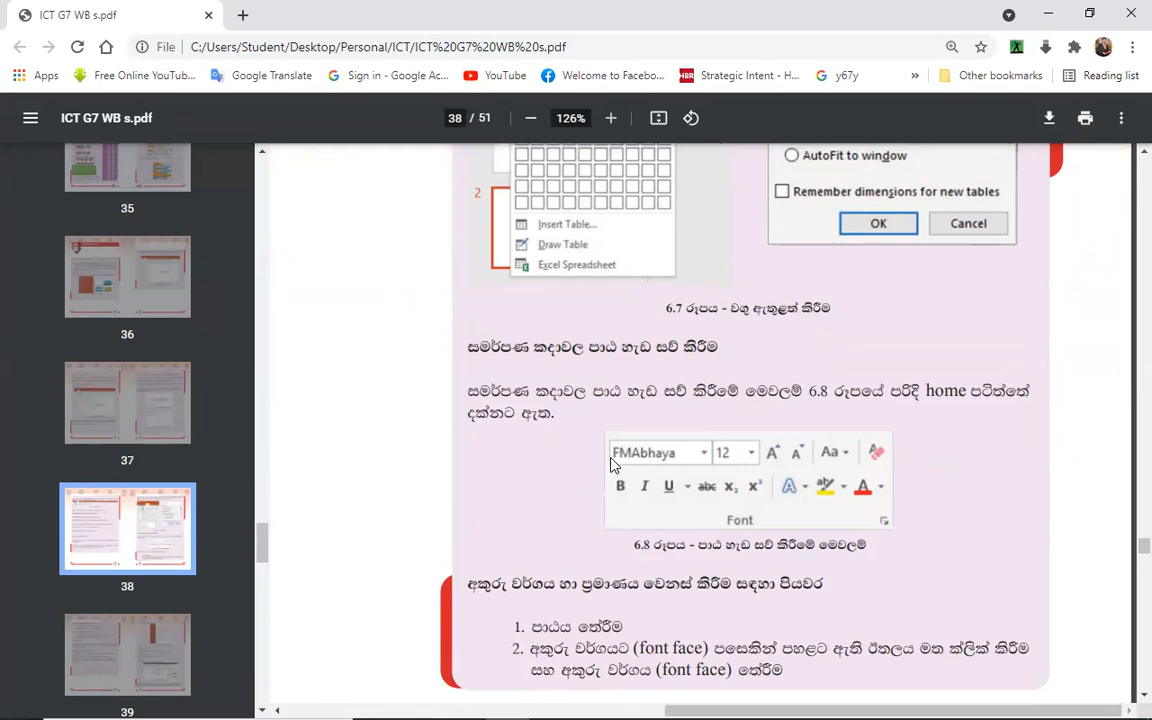 ICT G7 WB s.pdf
File C:/Users/Student/Desktop/Personal/ICT/ICT%20G7%20WB%20s.pdf
Apps Free Online YouTub... Google Translate Sign in - Google Ac... YouTube Welcome to Facebo... HBR Strategic Intent - H... y67y » Other bookmarks Reading list
ICT G7 WB s.pdf 38 / 51 126%
35
36
37
38
39
2
Insert Table...
Draw Table
Excel Spreadsheet
AutoFit to window
Remember dimensions for new tables
OK Cancel
6.7 රූපය - වගු ඇතුළත් කිරීම
සමර්පණ කදාවල පාඨ හැඩ සව් කිරීම
සමර්පණ කදාවල පාඨ හැඩ සව් කිරීමේ මෙවලම් 6.8 රූපයේ පරිදි home පටිත්තේ
දක්නට ඇත.
FMAbhaya 12 A A Aa
B I U abc X₂ X² A aby A
Font
6.8 රූපය - පාඨ හැඩ සව් කිරීමේ මෙවලම්
අකුරු වර්ගය හා ප්‍රමාණය වෙනස් කිරීම සඳහා පියවර
1. පාඨය තේරීම
2. අකුරු වර්ගයට (font face) පසෙකින් පහළට ඇති ඊතලය මත ක්ලික් කිරීම
සහ අකුරු වර්ගය (font face) තේරීම